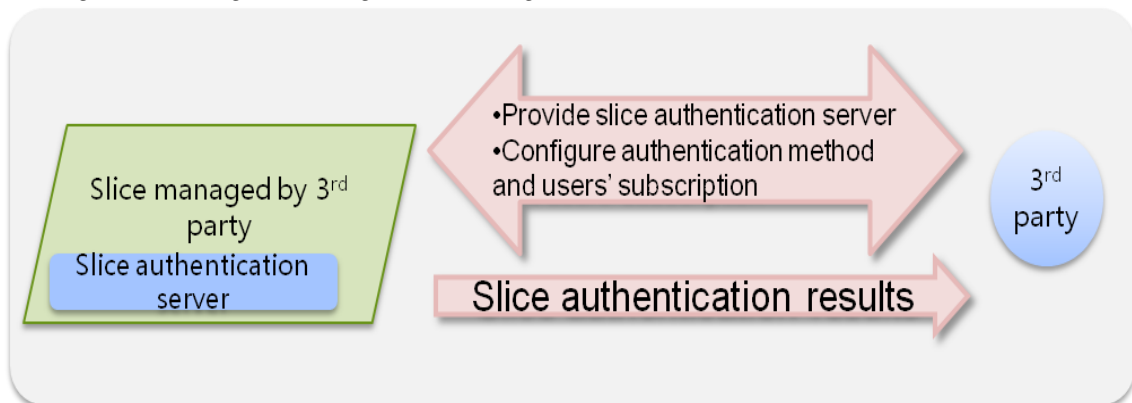 Slice managed by 3rd
party
Slice authentication
server
•Provide slice authentication server
•Configure authentication method
and users’ subscription
Slice authentication results
3rd
party